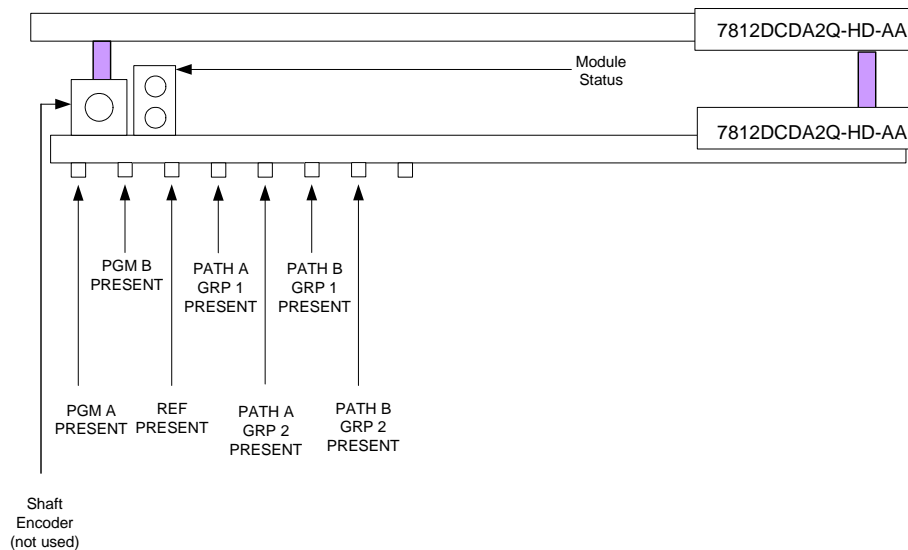 7812DCDA2Q-HD-AA
Module
Status
7812DCDA2Q-HD-AA
PGM B
PRESENT
PATH A
GRP 1
PRESENT
PATH B
GRP 1
PRESENT
PGM A
PRESENT
REF
PRESENT
PATH A
GRP 2
PRESENT
PATH B
GRP 2
PRESENT
Shaft
Encoder
(not used)